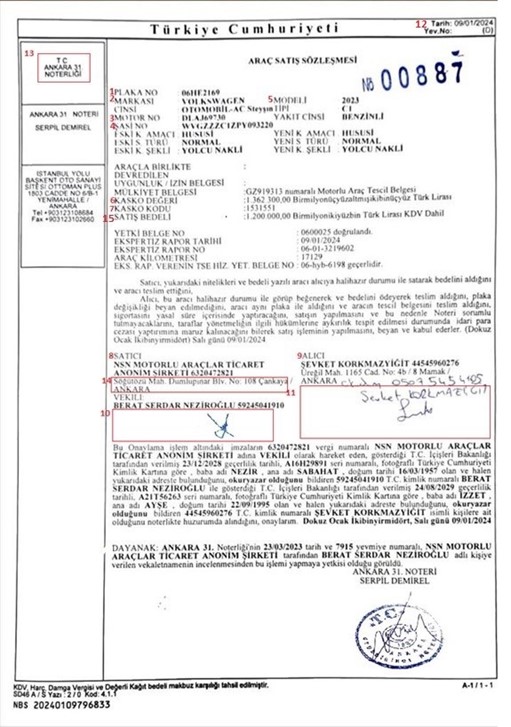 Türkiye Cumhuriyeti
12 Tarih: 09/01/2024
Yev.No: (D)
13
T.C.
ANKARA 31.
NOTERLİĞİ
ARAÇ SATIŞ SÖZLEŞMESİ
NO 00887
1 PLAKA NO 06HE2169
2 MARKASI VOLKSWAGEN 5 MODELİ 2023
CİNSİ OTOMOBİL-AC TİPİ C1
3 MOTOR NO DLAJ69730 YAKIT CİNSİ BENZİNLİ
4 ŞASİ NO WVGZZZC1ZPY093220
ESKİ K. AMACI HUSUSİ YENİ K. AMACI HUSUSİ
ESKİ S. TÜRÜ NORMAL YENİ S. TÜRÜ NORMAL
ESKİ K. ŞEKLİ YOLCU NAKLİ YENİ K. ŞEKLİ YOLCU NAKLİ
ANKARA 31 NOTERİ
SERPİL DEMİREL
İSTANBUL YOLU
BAŞKENT OTO SANAYİ
SİTESİ OTTOMAN PLUS
1803 CADDE NO 6/B-1
YENİMAHALLE /
ANKARA
Tel +903123108684
Fax +903123102660
ARAÇLA BİRLİKTE :
DEVREDİLEN
UYGUNLUK / İZİN BELGESİ :
MÜLKİYET BELGESİ :GZ919313 numaralı Motorlu Araç Tescil Belgesi
6 KASKO DEĞERİ :1.362 300,00 Birmilyonüçyüzaltmışikibinüçyüz Türk Lirası
7 KASKO KODU :1531551
15 SATIŞ BEDELİ :1.200.000,00 Birmilyonikiyüzbin Türk Lirası KDV Dahil
YETKİ BELGE NO : 0600025 doğrulandı.
EKSPERTİZ RAPOR TARİHİ : 09/01/2024
EKSPERTİZ RAPOR NO : 06-01-3219602
ARAÇ KİLOMETRESİ : 17129
EKS. RAP. VERENİN TSE HİZ. YET. BELGE NO : 06-hyb-6198 geçerlidir.
Satıcı, yukarıdaki nitelikleri ve bedeli yazılı aracı alıcıya halihazır durumu ile satarak bedelini aldığını
ve aracı teslim ettiğini,
Alıcı, bu aracı halihazır durumu ile görüp beğenerek ve bedelini ödeyerek teslim aldığını, plaka
değişikliği beyan edilmediğini, aracı aynı plaka ile aldığını ve aracın tescil belgesini teslim aldığını,
sigortasını yasal süre içerisinde yaptıracağını, satışın yapılmasını ve bu nedenle Noteri sorumlu
tutmayacaklarını, taraflar yönetmeliğin ilgili hükümlerine aykırılık tespit edilmesi durumunda idari para
cezası yaptırımına maruz kalınacağını bilerek satış işleminin yapılmasını, beyan ve kabul ederler. (Dokuz
Ocak İkibinyirmidört) Salı günü 09/01/2024
8 SATICI
NSN MOTORLU ARAÇLAR TİCARET
ANONİM ŞİRKETİ 6320472821
14 Söğütözü Mah. Dumlupınar Blv. No: 108 Çankaya /
ANKARA
VEKİLİ:
BERAT SERDAR NEZİROĞLU 59245041910
10
9 ALICI
ŞEVKET KORKMAZYİĞİT 44545960276
Üreğil Mah. 1165 Cad. No: 4b / 8 Mamak /
ANKARA
11
Şevket KORKMAZYİĞİT
Bu Onaylama işlem altındaki imzaların 6320472821 vergi numaralı NSN MOTORLU ARAÇLAR
TİCARET ANONİM ŞİRKETİ adına VEKİLİ olarak hareket eden, gösterdiği T.C. İçişleri Bakanlığı
tarafından verilmiş 23/12/2028 geçerlilik tarihli, A16H29891 seri numaralı, fotoğraflı Türkiye Cumhuriyeti
Kimlik Kartına göre , baba adı NEZİR , ana adı SABAHAT , doğum tarihi 16/03/1957 olan ve halen
yukarıdaki adreste bulunduğunu, okuryazar olduğunu bildiren 59245041910 T.C. kimlik numaralı BERAT
SERDAR NEZİROĞLU ile gösterdiği T.C. İçişleri Bakanlığı tarafından verilmiş 24/08/2029 geçerlilik
tarihli, A21T56263 seri numaralı, fotoğraflı Türkiye Cumhuriyeti Kimlik Kartına göre , baba adı İZZET ,
ana adı AYŞE , doğum tarihi 22/09/1995 olan ve halen yukarıdaki adreste bulunduğunu, okuryazar
olduğunu bildiren 44545960276 T.C. kimlik numaralı ŞEVKET KORKMAZYİĞİT isimli kişilere ait
olduğunu noterlikte huzurumda alındığını, onaylarım. Dokuz Ocak İkibinyirmidört, Salı günü 09/01/2024
DAYANAK: ANKARA 31. Noterliği'nin 23/03/2023 tarih ve 7915 yevmiye numaralı, NSN MOTORLU
ARAÇLAR TİCARET ANONİM ŞİRKETİ tarafından BERAT SERDAR NEZİROĞLU adlı kişiye
verilen vekaletnamenin incelenmesinden bu işlemi yapmaya yetkisi olduğu görüldü.
ANKARA 31. NOTERİ
SERPİL DEMİREL
T.C.
KDV, Harç, Damga Vergisi ve Değerli Kağıt bedeli makbuz karşılığı tahsil edilmiştir.
SD46 A/S Yazı : 2 / 0 Kod: 4.1.1
A-1 / 1 - 1
NBS 20240109796833